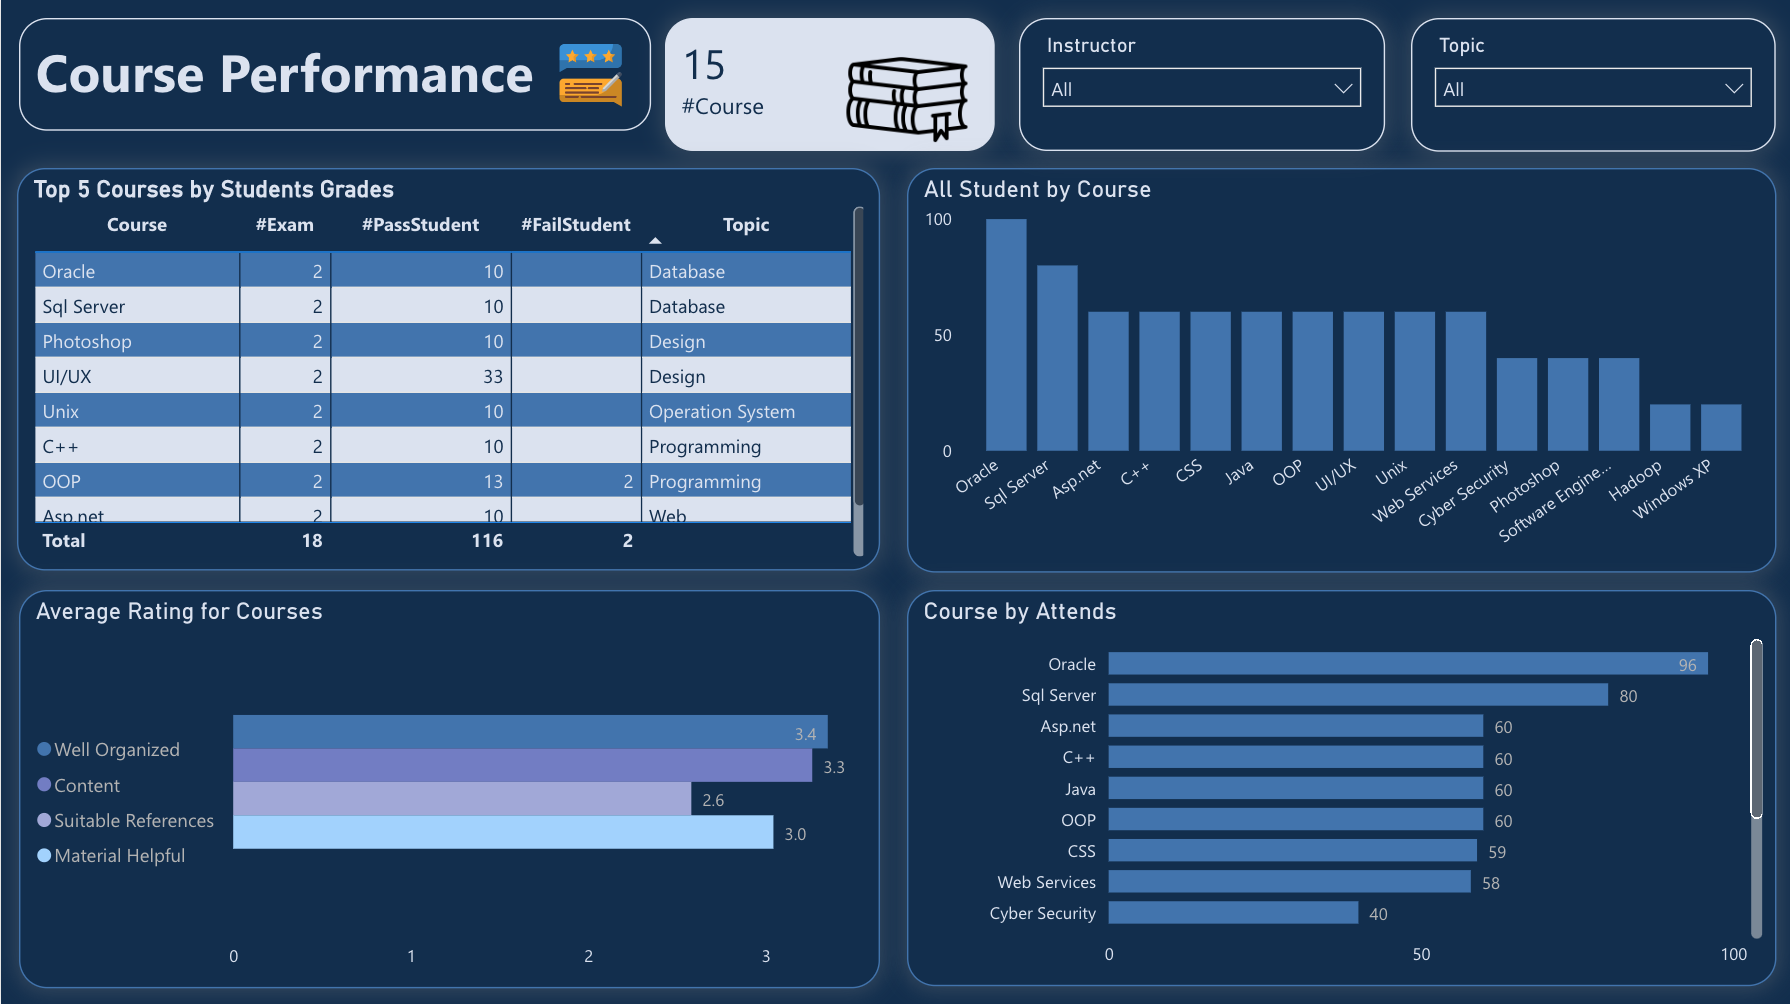 Course Performance
15
#Course
Instructor
All
Topic
All
Top 5 Courses by Students Grades
Course #Exam #PassStudent #FailStudent Topic
Oracle 2 10 Database
Sql Server 2 10 Database
Photoshop 2 10 Design
UI/UX 2 33 Design
Unix 2 10 Operation System
C++ 2 10 Programming
OOP 2 13 2 Programming
Asp.net 2 10 Web
Total 18 116 2
All Student by Course
100
50
0
Oracle
Sql Server
Asp.net
C++
CSS
Java
OOP
UI/UX
Unix
Web Services
Cyber Security
Photoshop
Software Engine...
Hadoop
Windows XP
Average Rating for Courses
Well Organized
Content
Suitable References
Material Helpful
3.4
3.3
2.6
3.0
0 1 2 3
Course by Attends
Oracle 96
Sql Server 80
Asp.net 60
C++ 60
Java 60
OOP 60
CSS 59
Web Services 58
Cyber Security 40
0 50 100